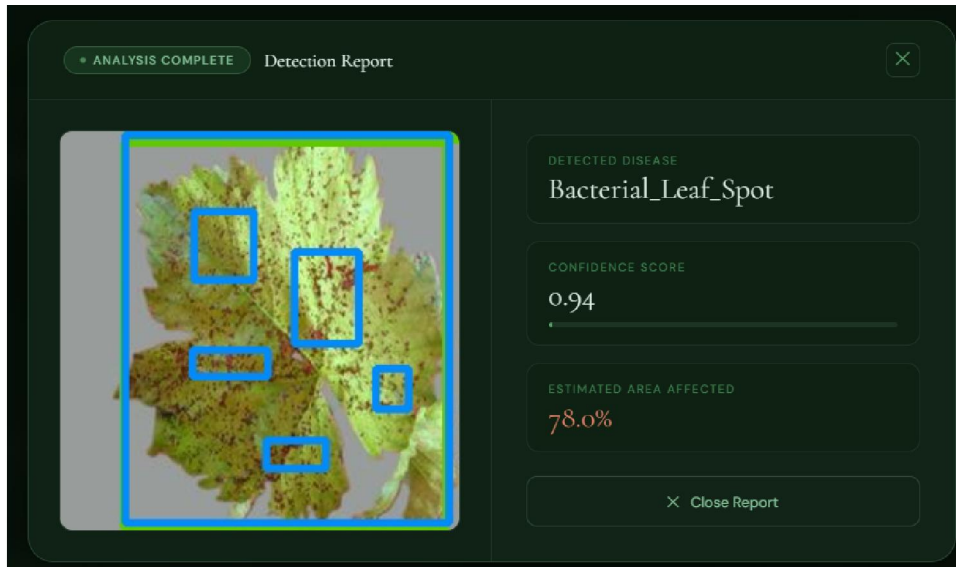 ANALYSIS COMPLETE Detection Report
DETECTED DISEASE
Bacterial_Leaf_Spot
CONFIDENCE SCORE
0.94
ESTIMATED AREA AFFECTED
78.0%
Close Report